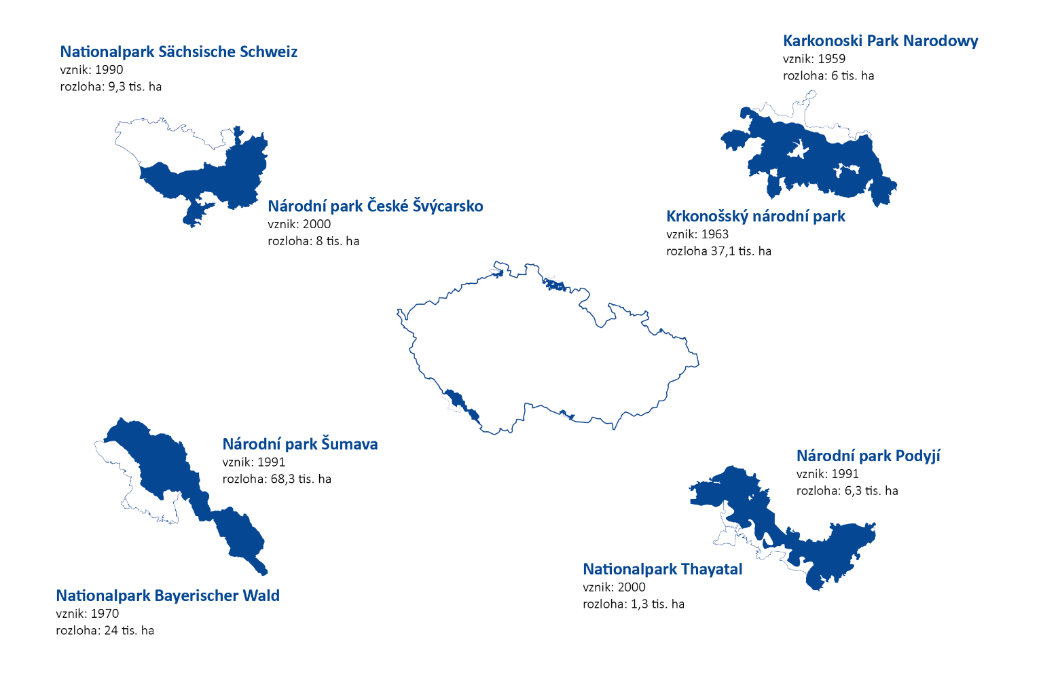 Nationalpark Sächsische Schweiz
vznik: 1990
rozloha: 9,3 tis. ha
Karkonoski Park Narodowy
vznik: 1959
rozloha: 6 tis. ha
Národní park České Švýcarsko
vznik: 2000
rozloha: 8 tis. ha
Krkonošský národní park
vznik: 1963
rozloha 37,1 tis. ha
Národní park Šumava
vznik: 1991
rozloha: 68,3 tis. ha
Národní park Podyjí
vznik: 1991
rozloha: 6,3 tis. ha
Nationalpark Bayerischer Wald
vznik: 1970
rozloha: 24 tis. ha
Nationalpark Thayatal
vznik: 2000
rozloha: 1,3 tis. ha